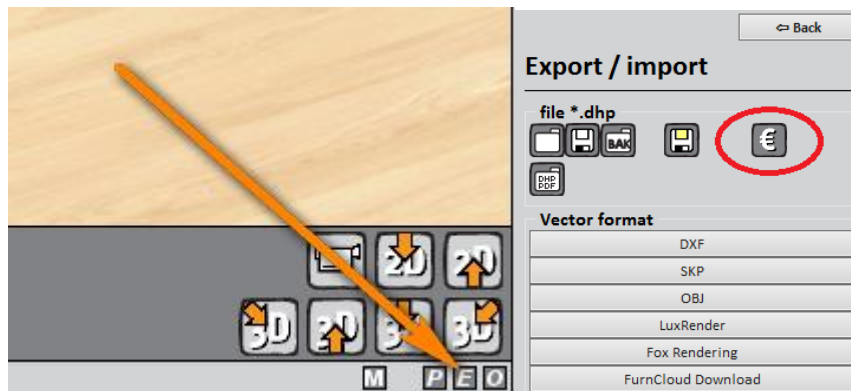 2D 2D
3D 3D 3D 3D
M P E O
⇦ Back
Export / import
file *.dhp
BAK €
DHP PDF
Vector format
DXF
SKP
OBJ
LuxRender
Fox Rendering
FurnCloud Download